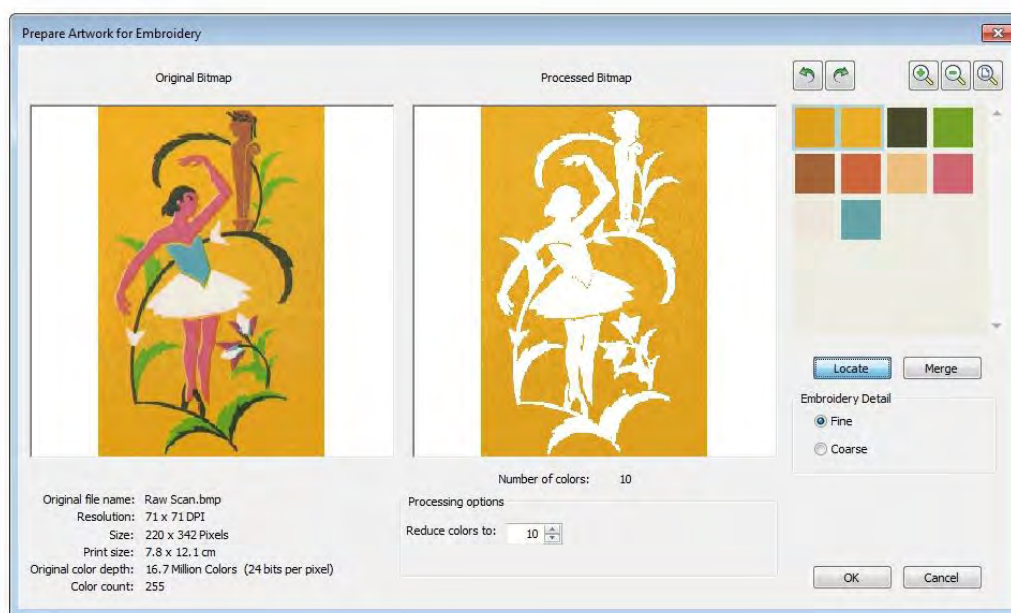 Prepare Artwork for Embroidery
Original Bitmap
Processed Bitmap
Locate
Merge
Embroidery Detail
Fine
Coarse
Number of colors: 10
Processing options
Reduce colors to: 10
Original file name: Raw Scan.bmp
Resolution: 71 x 71 DPI
Size: 220 x 342 Pixels
Print size: 7.8 x 12.1 cm
Original color depth: 16.7 Million Colors (24 bits per pixel)
Color count: 255
OK
Cancel